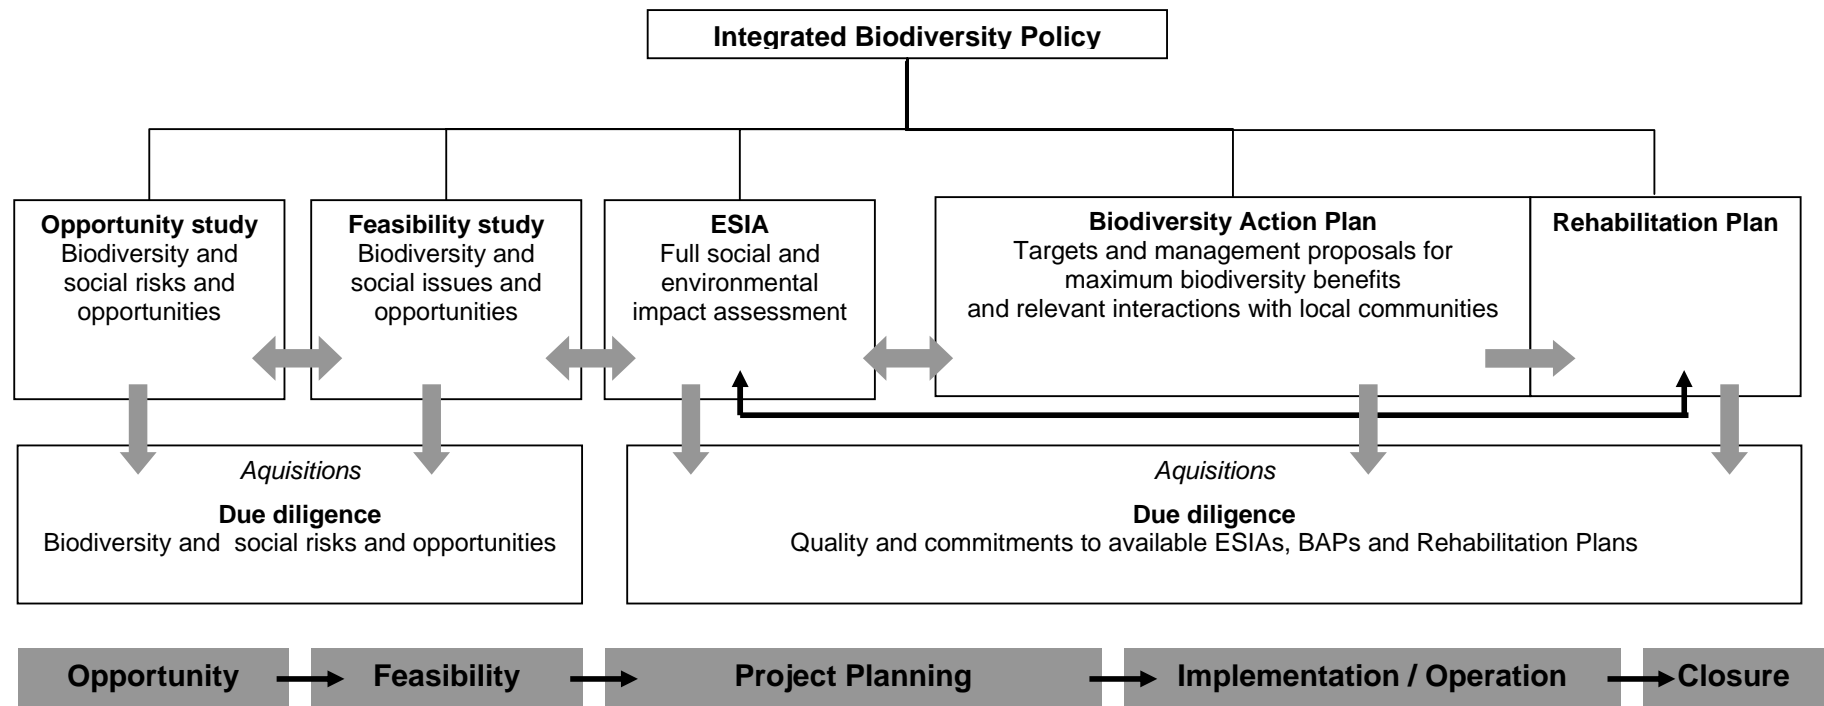 Integrated Biodiversity Policy
Opportunity study
Biodiversity and
social risks and
opportunities
Feasibility study
Biodiversity and
social issues and
opportunities
ESIA
Full social and
environmental
impact assessment
Biodiversity Action Plan
Targets and management proposals for
maximum biodiversity benefits
and relevant interactions with local communities
Rehabilitation Plan
Aquisitions
Due diligence
Biodiversity and social risks and opportunities
Aquisitions
Due diligence
Quality and commitments to available ESIAs, BAPs and Rehabilitation Plans
Opportunity
Feasibility
Project Planning
Implementation / Operation
Closure